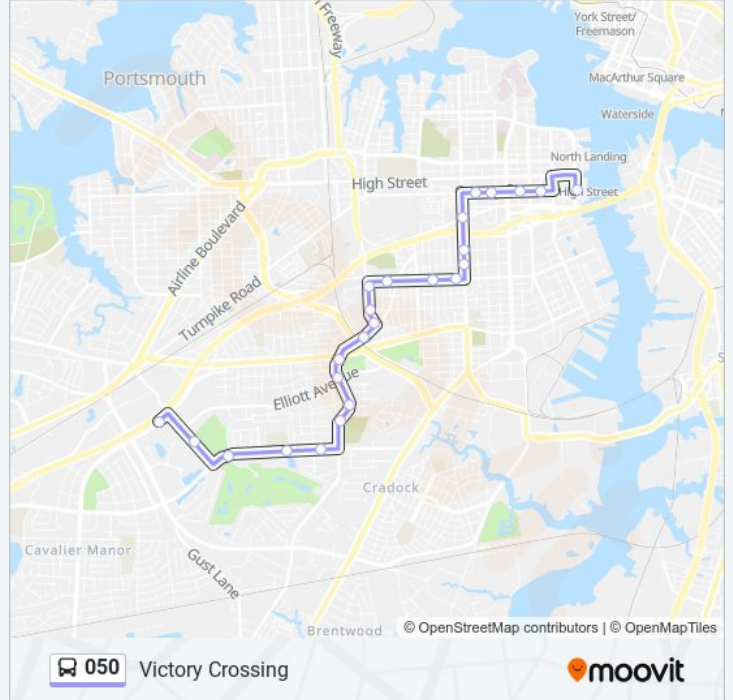 n Freeway
York Street/
Freemason
Portsmouth
MacArthur Square
Waterside
North Landing
High Street
High Street
Airline Boulevard
Turnpike Road
Elliott Avenue
Cradock
Cavalier Manor
Gust Lane
Brentwood
© OpenStreetMap contributors | © OpenMapTiles
050 Victory Crossing
moovit